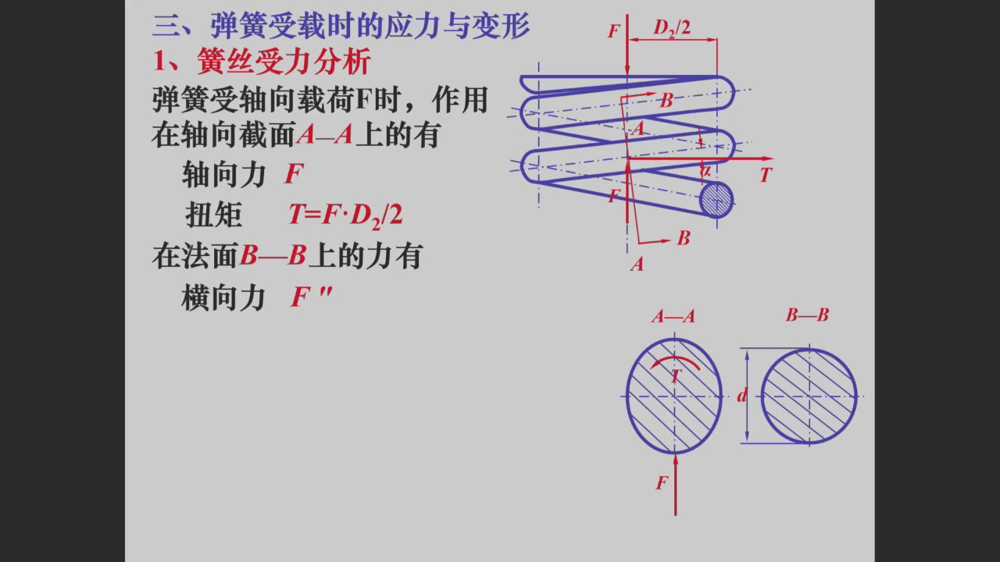 三、弹簧受载时的应力与变形
1、簧丝受力分析
弹簧受轴向载荷F时，作用
在轴向截面A—A上的有
轴向力 F
扭矩 T=F·D₂/2
在法面B—B上的力有
横向力 F "
F
D₂/2
B
A
α
T
F
B
A
A—A
B—B
T
d
F